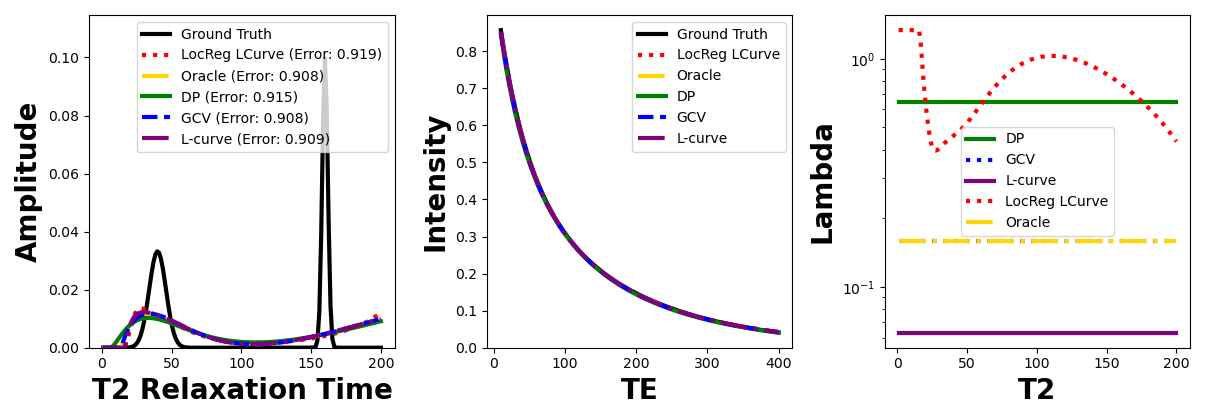 Amplitude
0.00
0.02
0.04
0.06
0.08
0.10
0
50
100
150
200
T2 Relaxation Time
Ground Truth
LocReg LCurve (Error: 0.919)
Oracle (Error: 0.908)
DP (Error: 0.915)
GCV (Error: 0.908)
L-curve (Error: 0.909)
Intensity
0.0
0.1
0.2
0.3
0.4
0.5
0.6
0.7
0.8
0
100
200
300
400
TE
Ground Truth
LocReg LCurve
Oracle
DP
GCV
L-curve
Lambda
10⁰
10⁻¹
0
50
100
150
200
T2
DP
GCV
L-curve
LocReg LCurve
Oracle